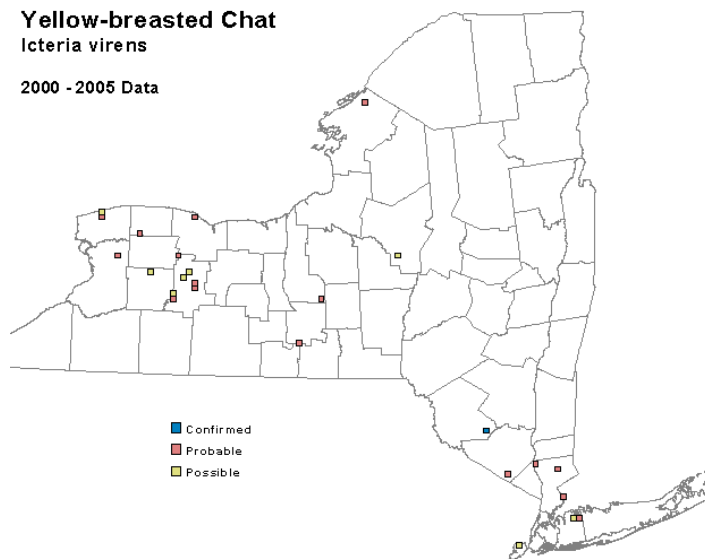 Yellow-breasted Chat
Icteria virens
2000 - 2005 Data
Confirmed
Probable
Possible